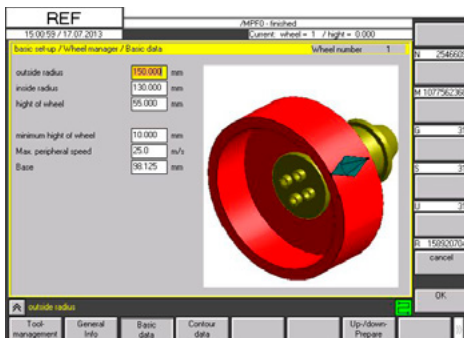 REF
/MPF0 - finished
15:00:59 / 17.07.2013
Current: wheel = 1 / hight = 0.000
basic set-up / Wheel manager / Basic data
Wheel number 1
outside radius 150.000 mm
inside radius 130.000 mm
hight of wheel 55.000 mm
minimum hight of wheel 10.000 mm
Max. peripheral speed 25.0 m/s
Base 98.125 mm
N 2546609
M 1077562368
G
S
U
R 15892070
cancel
OK
outside radius
Tool-management
General Info
Basic data
Contour data
Up-/down-Prepare